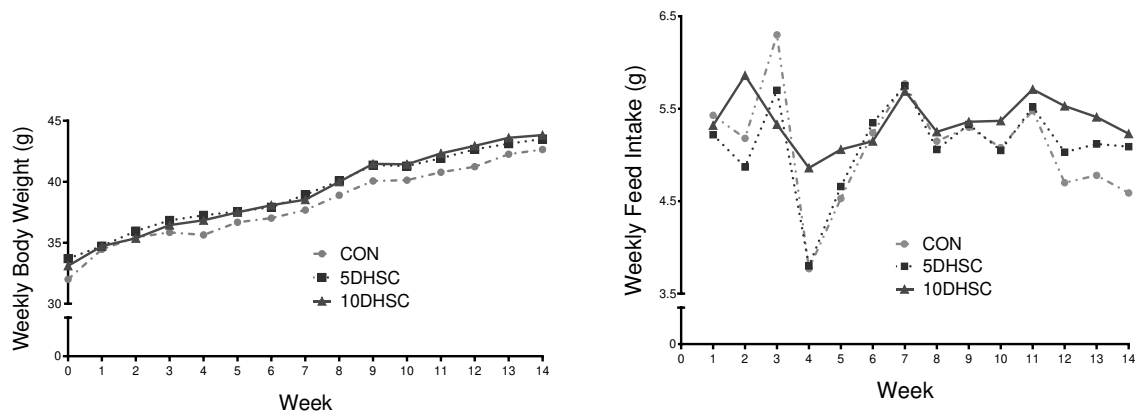 Weekly Body Weight (g)
45
40
35
30
0
CON
5DHSC
10DHSC
0 1 2 3 4 5 6 7 8 9 10 11 12 13 14
Week
Weekly Feed Intake (g)
6.5
5.5
4.5
3.5
0
CON
5DHSC
10DHSC
0 1 2 3 4 5 6 7 8 9 10 11 12 13 14
Week